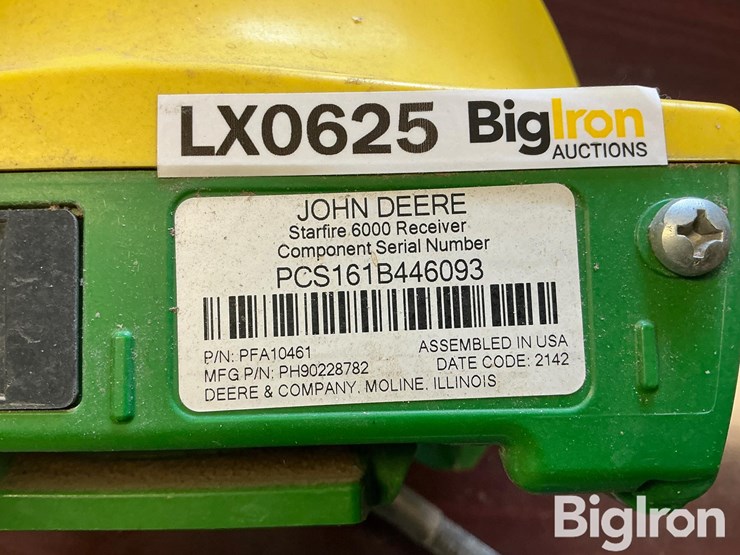 LX0625 BigIron
AUCTIONS
JOHN DEERE
Starfire 6000 Receiver
Component Serial Number
PCS161B446093
P/N: PFA10461
ASSEMBLED IN USA
MFG P/N: PH90228782
DATE CODE: 2142
DEERE & COMPANY, MOLINE, ILLINOIS
BigIron